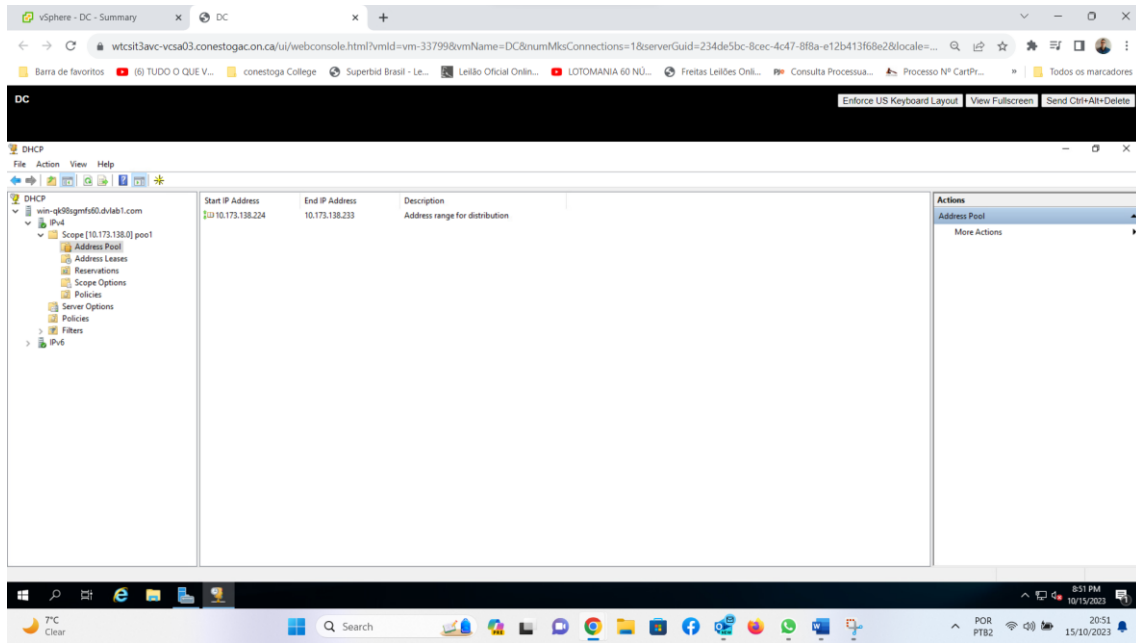 vSphere - DC - Summary
DC
wtcsit3avc-vcsa03.conestogac.on.ca/ui/webconsole.html?vmId=vm-33799&vmName=DC&numMksConnections=1&serverGuid=234de5bc-8cec-4c47-8f8a-e12b413f68e2&locale=...
Barra de favoritos (6) TUDO O QUE V... conestoga College Superbid Brasil - Le... Leilão Oficial Onlin... LOTOMANIA 60 NÚ... Freitas Leilões Onli... Consulta Processua... Processo Nº CartPr... » Todos os marcadores
DC Enforce US Keyboard Layout View Fullscreen Send Ctrl+Alt+Delete
DHCP
File Action View Help
DHCP
win-qk98sgmfs60.dvlab1.com
IPv4
Scope [10.173.138.0] poo1
Address Pool
Address Leases
Reservations
Scope Options
Policies
Server Options
Policies
Filters
IPv6
Start IP Address End IP Address Description
10.173.138.224 10.173.138.233 Address range for distribution
Actions
Address Pool
More Actions
8:51 PM
10/15/2023
7°C
Clear
Search
POR
PTB2
20:51
15/10/2023